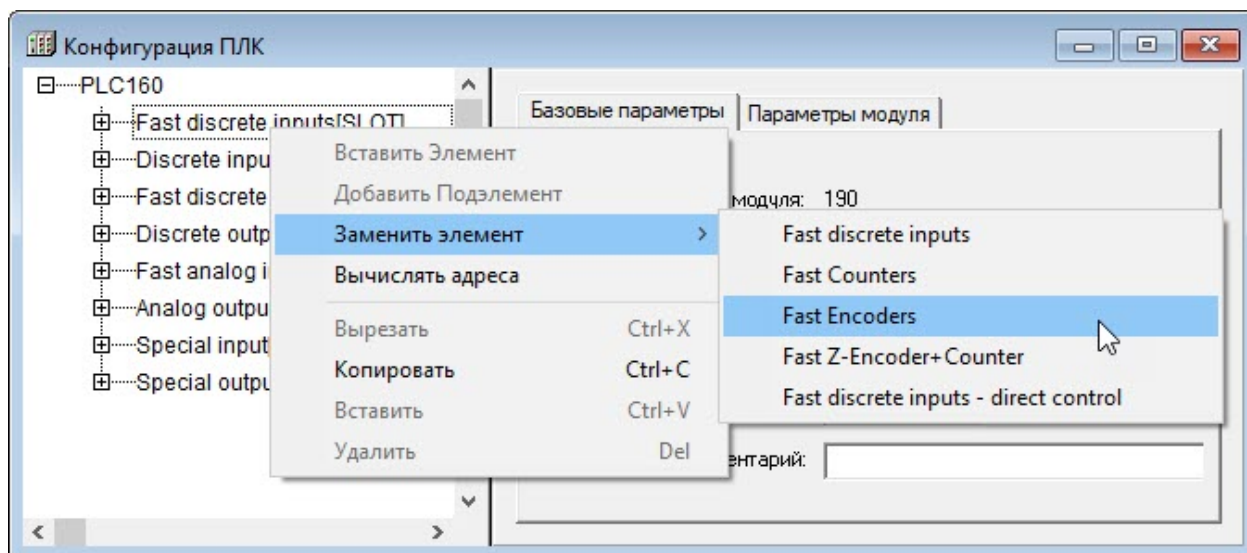 Конфигурация ПЛК
PLC160
Fast discrete inputs[SLOT]
Discrete inpu
Fast discrete
Discrete outp
Fast analog i
Analog outpu
Special input
Special outpu
Базовые параметры
Параметры модуля
модуля: 190
ентарий:
Вставить Элемент
Добавить Подэлемент
Заменить элемент
Вычислять адреса
Вырезать Ctrl+X
Копировать Ctrl+C
Вставить Ctrl+V
Удалить Del
Fast discrete inputs
Fast Counters
Fast Encoders
Fast Z-Encoder+Counter
Fast discrete inputs - direct control